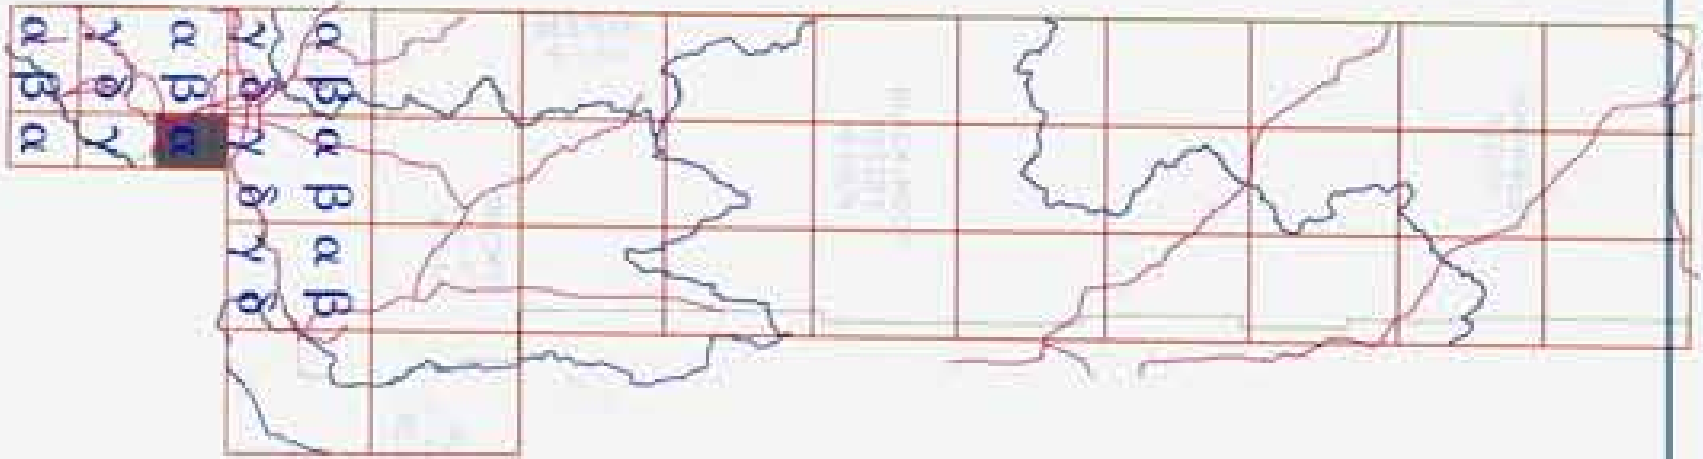 α γ α γ α
β δ β δ β
α γ α γ α
δ β
γ α
δ β